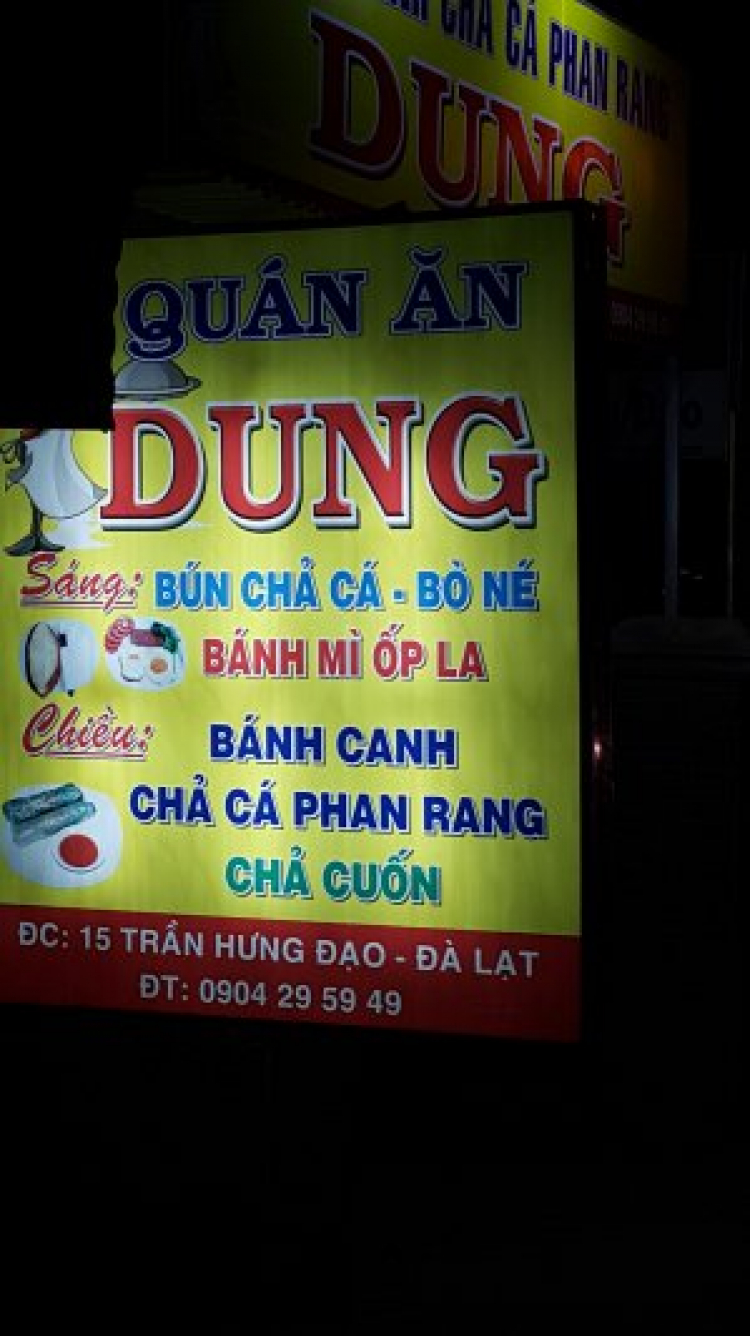 CHẢ CÁ PHAN RANG
DUNG
QUÁN ĂN
DUNG
Sáng: BÚN CHẢ CÁ - BÒ NÉ
BÁNH MÌ ỐP LA
Chiều: BÁNH CANH
CHẢ CÁ PHAN RANG
CHẢ CUỐN
ĐC: 15 TRẦN HƯNG ĐẠO - ĐÀ LẠT
ĐT: 0904 29 59 49